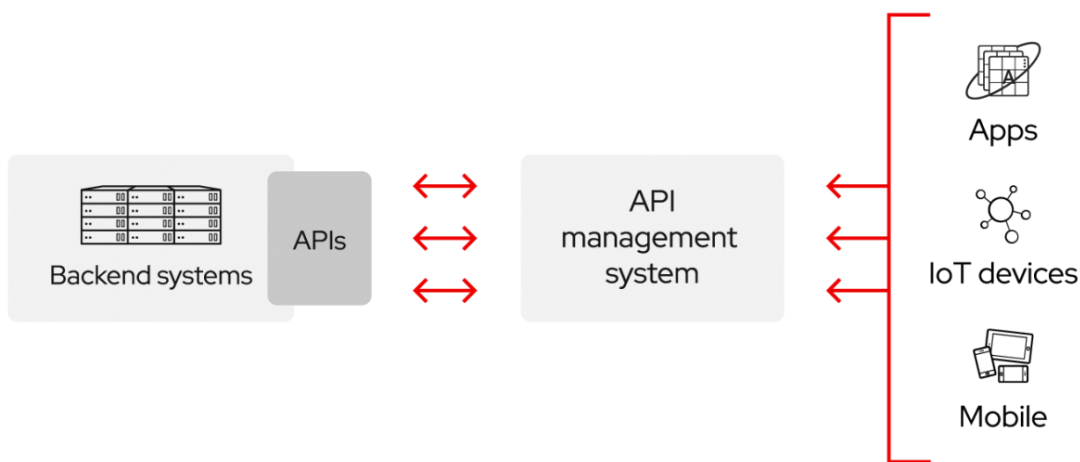 Backend systems
APIs
API
management
system
A
Apps
IoT devices
Mobile